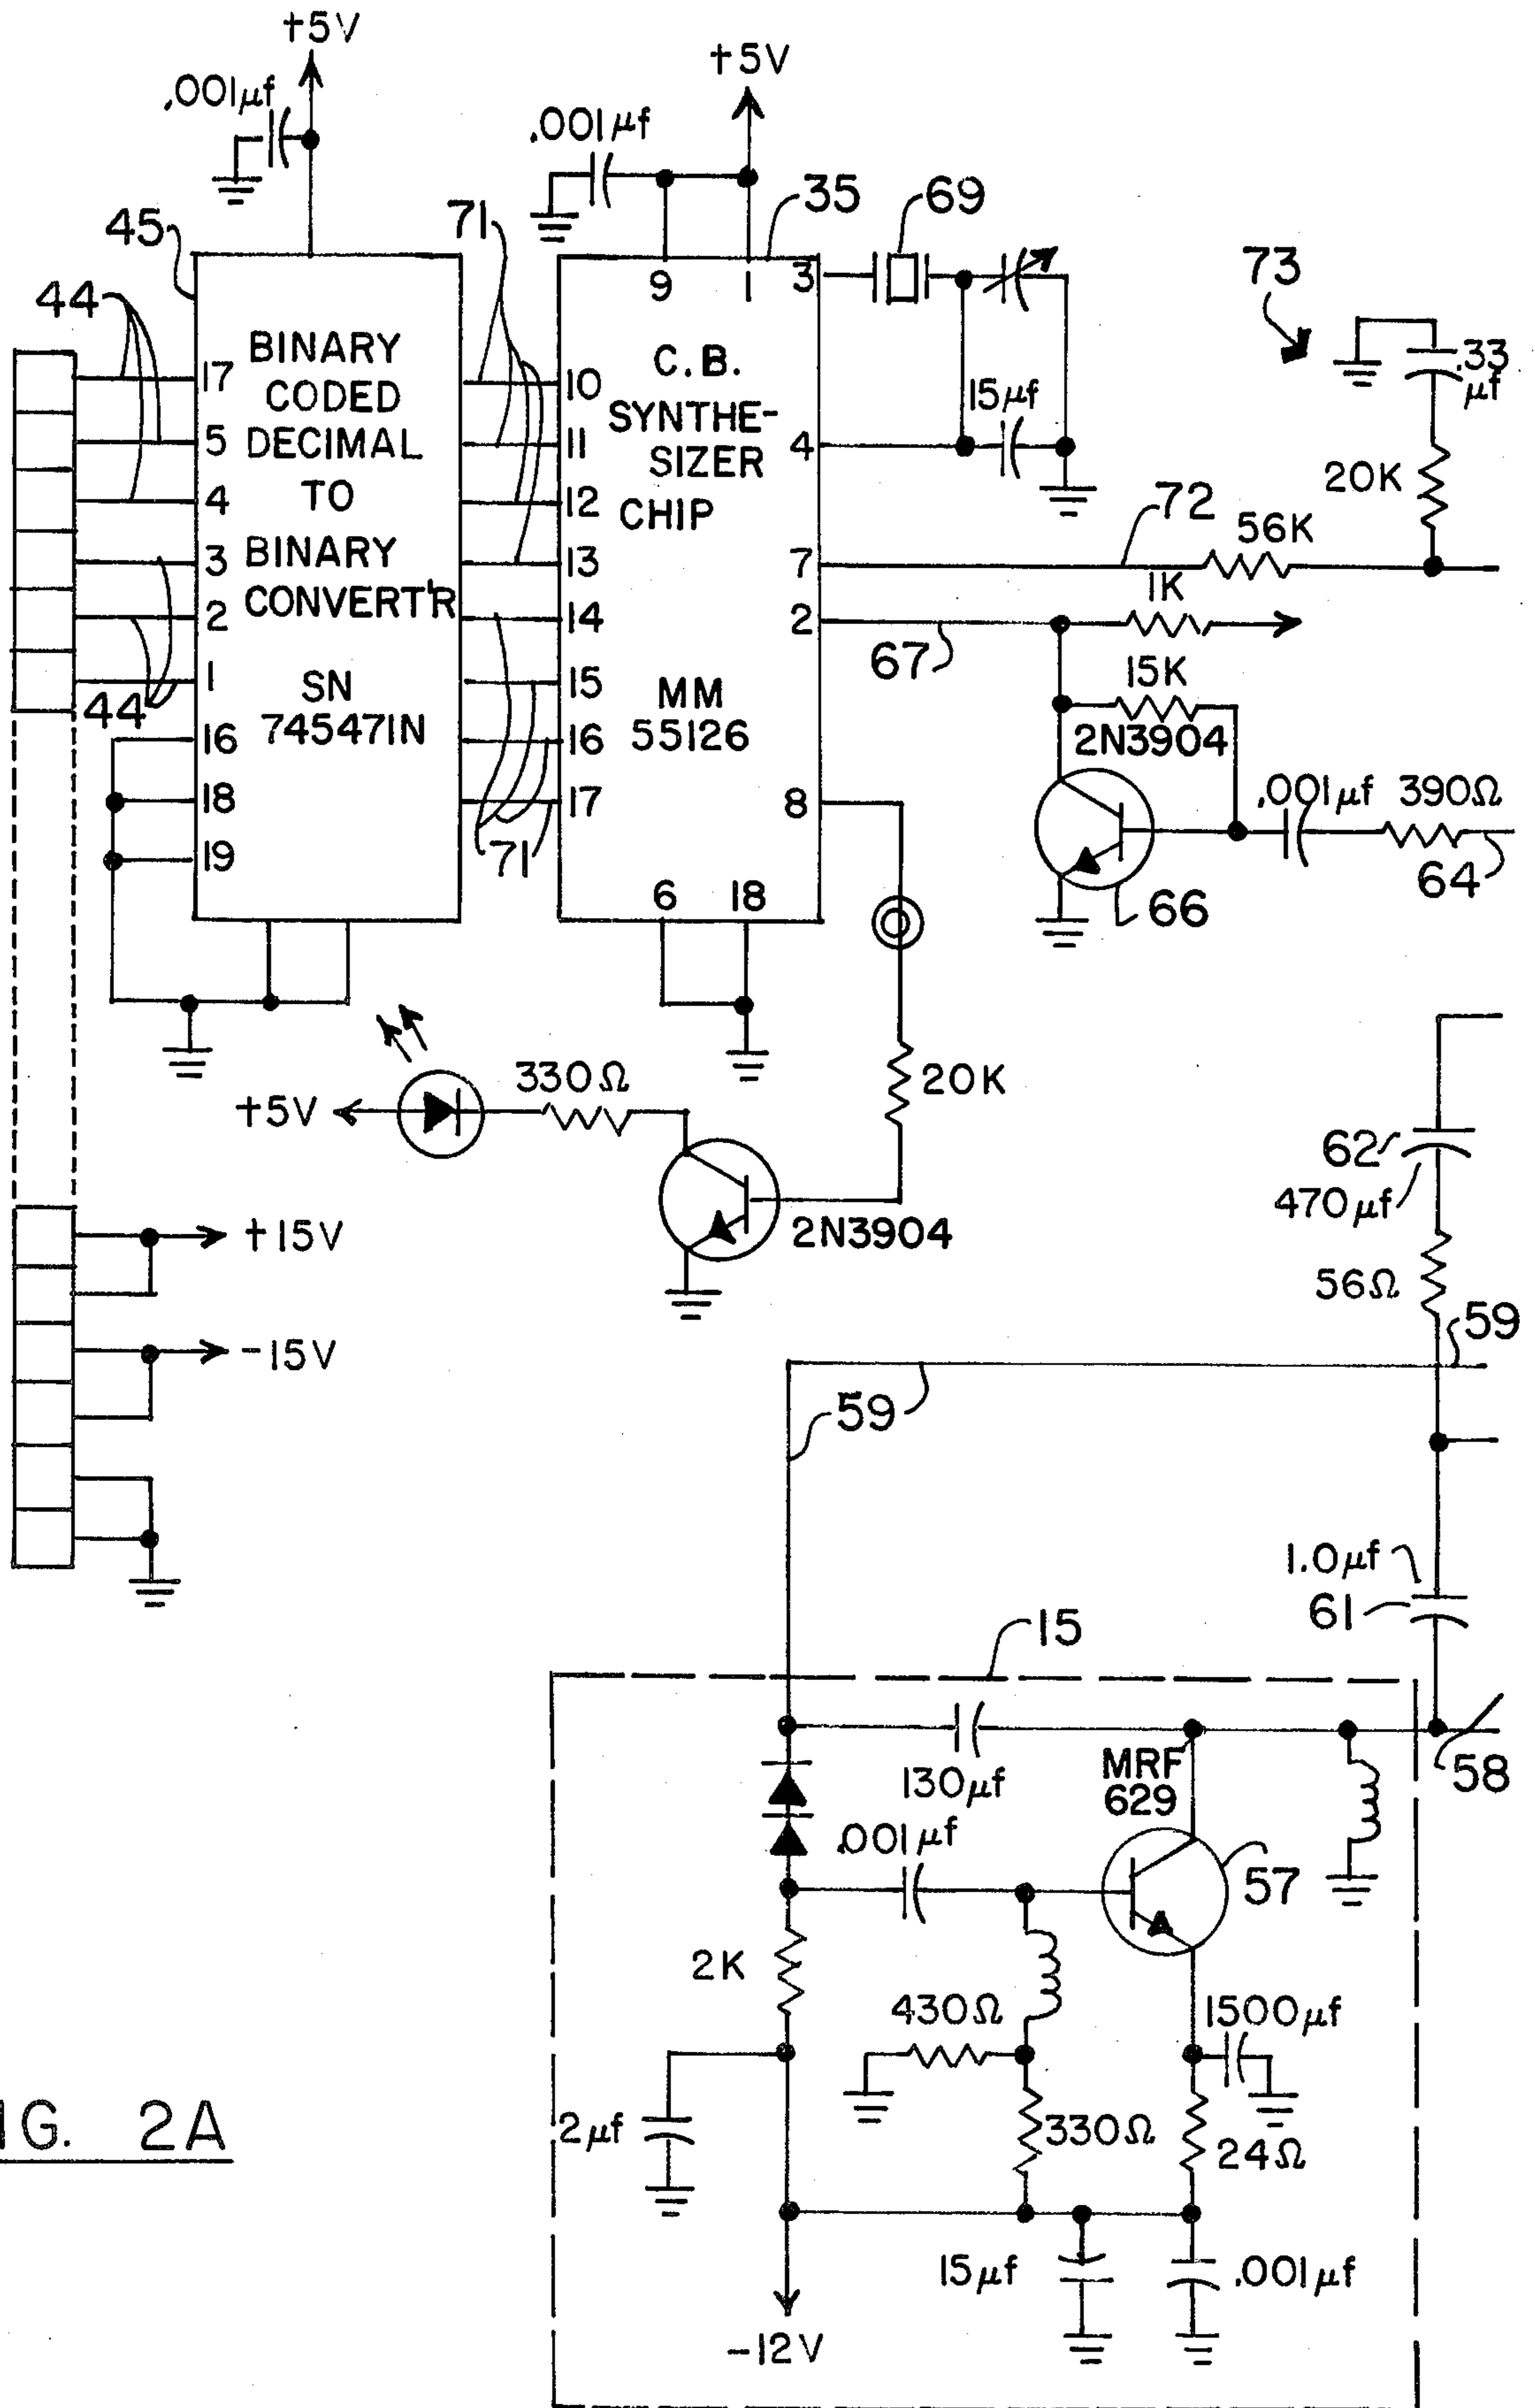 +5V
.001μf
+5V
.001μf
45
71
35
69
73
44
9
1
3
17
BINARY
CODED
DECIMAL
TO
BINARY
CONVERT'R
5
4
3
2
1
16
18
19
SN
745471N
10
11
12
13
14
15
16
17
C.B.
SYNTHE-
SIZER
CHIP
MM
55126
4
7
2
8
6
18
44
71
15μf
.33
μf
20K
72
56K
1K
67
15K
2N3904
.001μf
390Ω
64
66
20K
+5V
330Ω
2N3904
+15V
-15V
62
470μf
56Ω
59
59
1.0μf
61
15
58
130μf
MRF
629
.001μf
57
2K
430Ω
1500μf
2μf
330Ω
24Ω
15μf
.001μf
-12V
IG. 2A